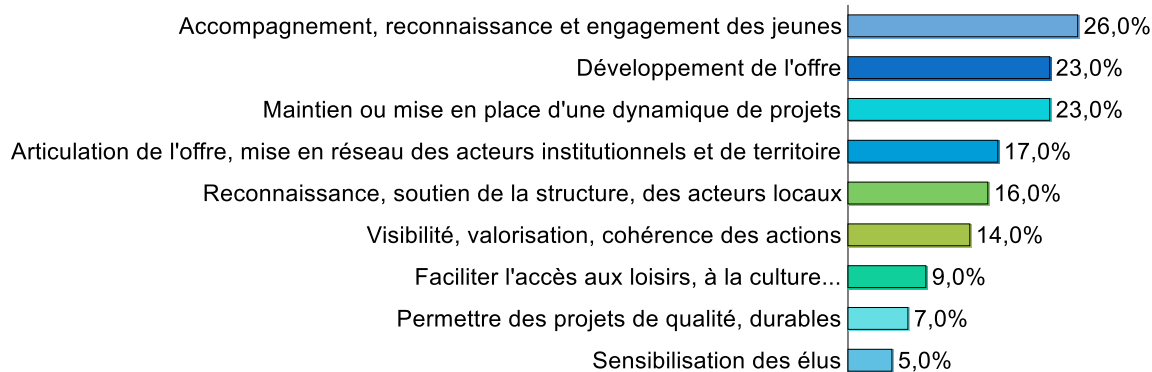 Accompagnement, reconnaissance et engagement des jeunes 26,0%
Développement de l'offre 23,0%
Maintien ou mise en place d'une dynamique de projets 23,0%
Articulation de l'offre, mise en réseau des acteurs institutionnels et de territoire 17,0%
Reconnaissance, soutien de la structure, des acteurs locaux 16,0%
Visibilité, valorisation, cohérence des actions 14,0%
Faciliter l'accès aux loisirs, à la culture... 9,0%
Permettre des projets de qualité, durables 7,0%
Sensibilisation des élus 5,0%